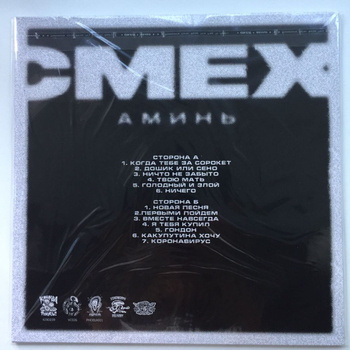 СМЕХ
АМИНЬ
СТОРОНА А
1. КОГДА ТЕБЕ ЗА СОРОКЕТ
2. ДОШИК ИЛИ СЕНО
3. НИЧТО НЕ ЗАБЫТО
4. ТВОЮ МАТЬ
5. ГОЛОДНЫЙ И ЗЛОЙ
6. НИЧЕГО
СТОРОНА Б
1. НОВАЯ ПЕСНЯ
2.ПЕРВЫМИ ПОЙДЕМ
3. ВМЕСТЕ НАВСЕГДА
4. Я ТЕБЯ КУПИЛ
5. ГОНДОН
6. КАКУПУТИНА ХОЧУ
7. КОРОНАВИРУС